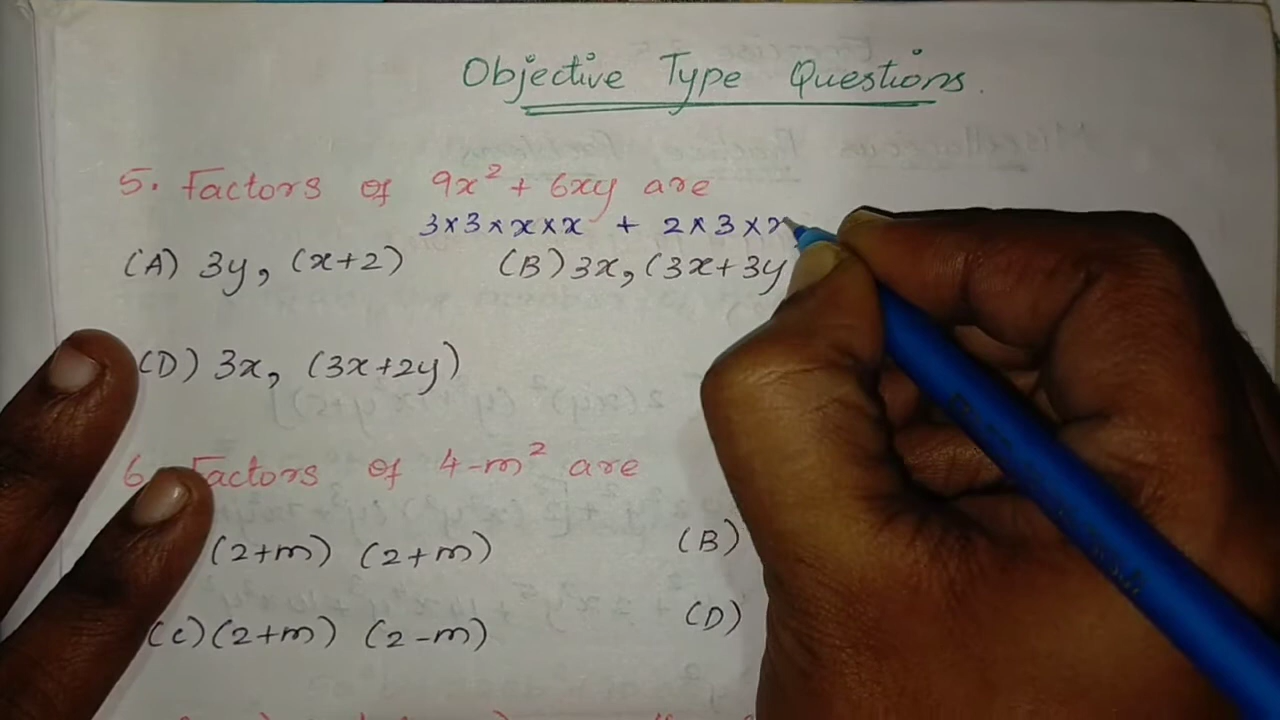 Objective Type Questions.
5. Factors of 9x² + 6xy are
3×3×x×x + 2×3×x
(A) 3y, (x+2) (B) 3x, (3x+3y
(D) 3x, (3x+2y)
6. Factors of 4-m² are
(2+m) (2+m) (B)
(C) (2+m) (2-m) (D)